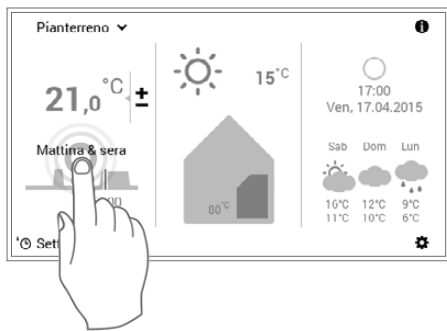 Pianterreno
21,0 °C ±
Mattina & sera
15°C
80°C
17:00
Ven, 17.04.2015
Sab Dom Lun
16°C 12°C 9°C
11°C 10°C 6°C